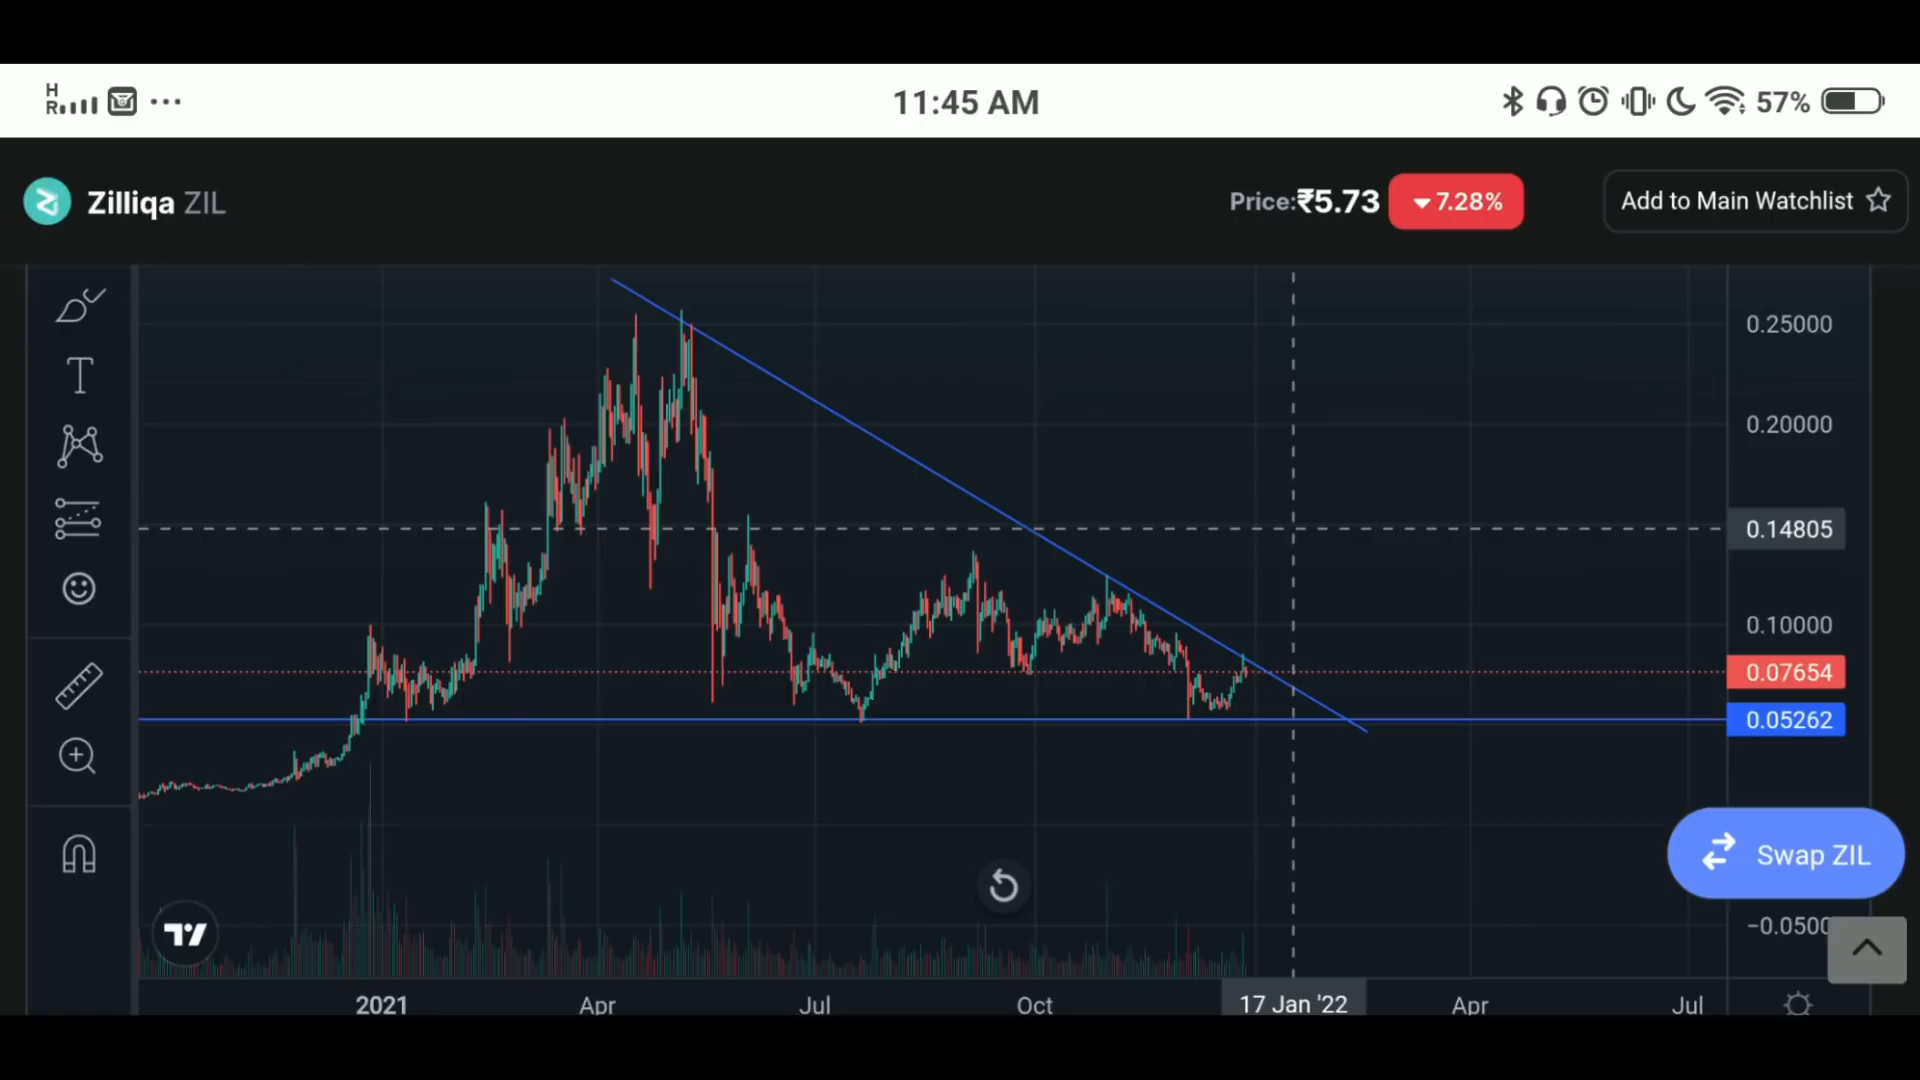 H
R
11:45 AM
57%
Zilliqa ZIL
Price:₹5.73
7.28%
Add to Main Watchlist
0.25000
0.20000
0.14805
0.10000
0.07654
0.05262
Swap ZIL
−0.0500
2021
Apr
Jul
Oct
17 Jan '22
Apr
Jul